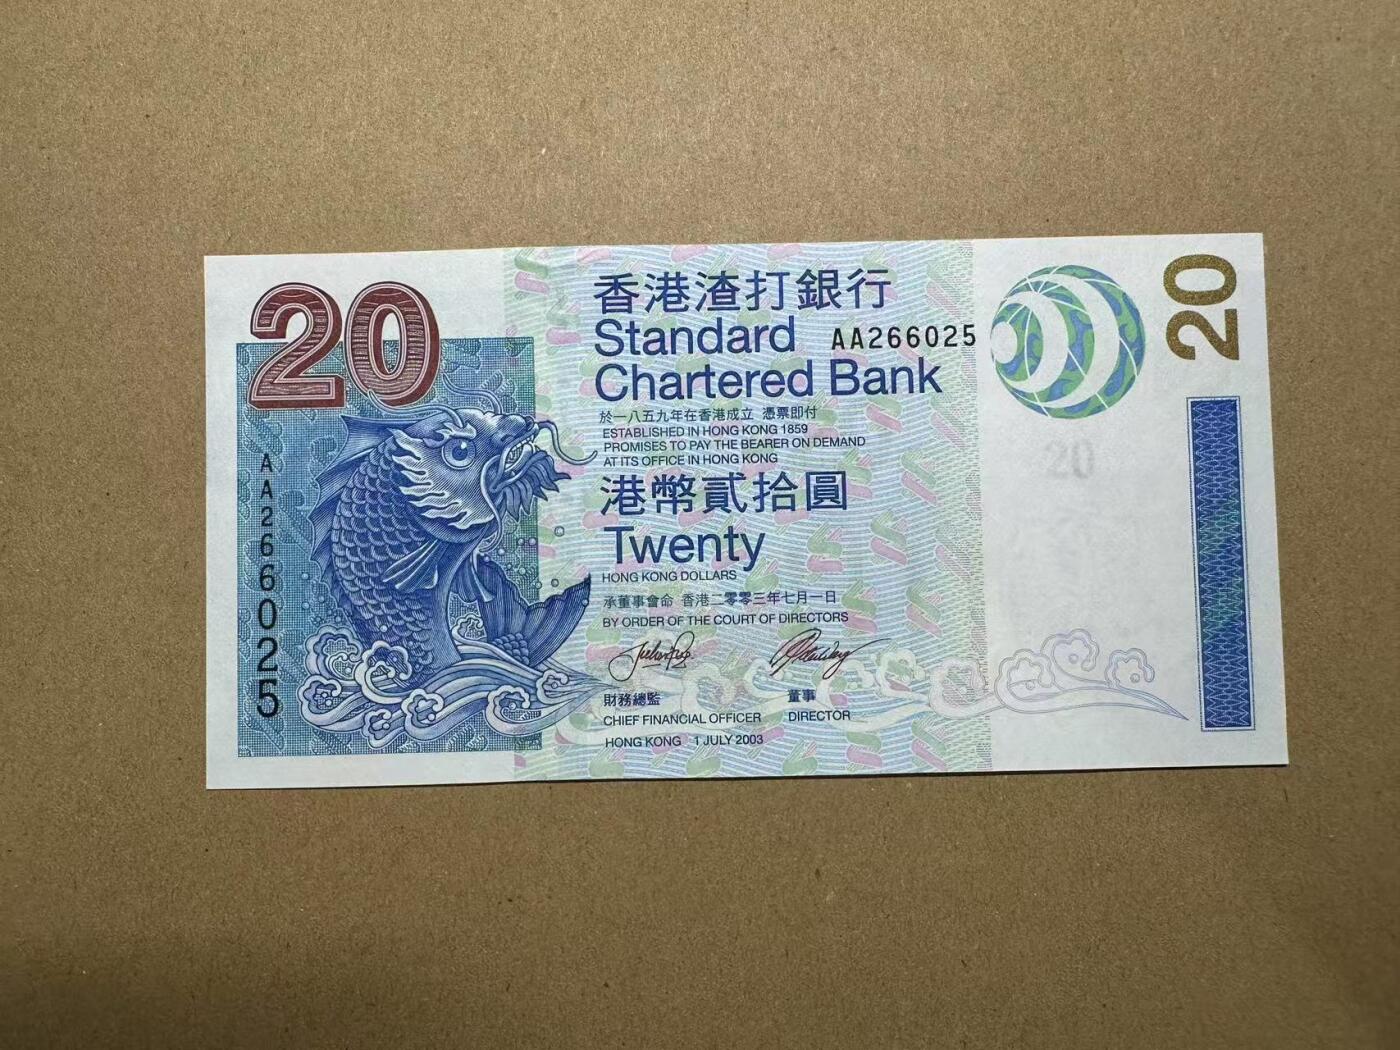 20
香港渣打銀行
Standard
Chartered Bank
AA266025
20
於一八五九年在香港成立 憑票即付
ESTABLISHED IN HONG KONG 1859
PROMISES TO PAY THE BEARER ON DEMAND
AT ITS OFFICE IN HONG KONG
20
港幣貳拾圓
Twenty
HONG KONG DOLLARS
承董事會命 香港二零零三年七月一日
BY ORDER OF THE COURT OF DIRECTORS
財務總監 董事
CHIEF FINANCIAL OFFICER DIRECTOR
HONG KONG 1 JULY 2003
AA266025